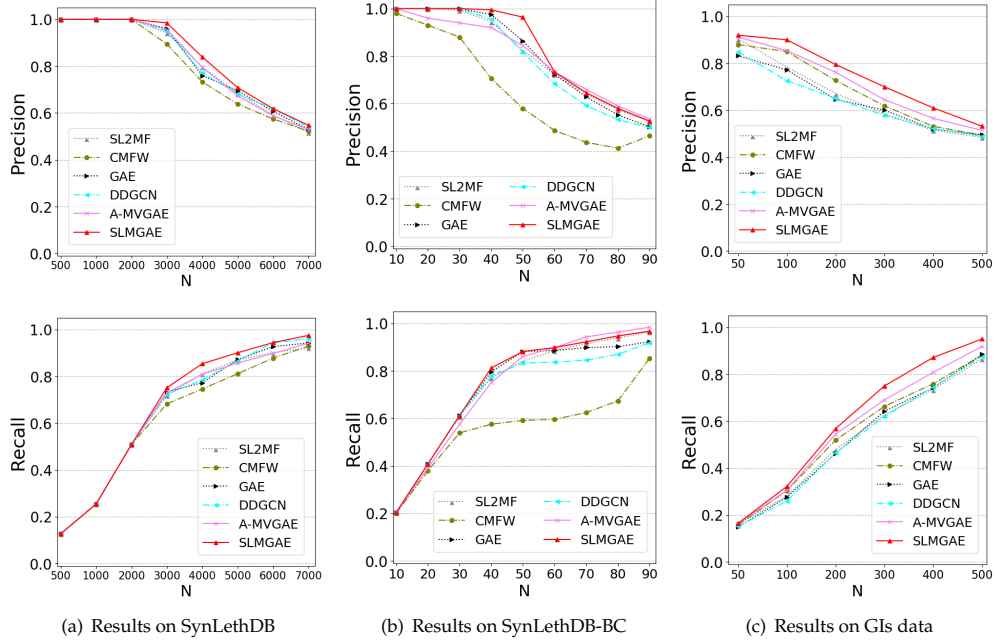 1.0
0.8
0.6
0.4
0.2
0.0
Precision
SL2MF
CMFW
GAE
DDGCN
A-MVGAE
SLMGAE
500 1000 2000 3000 4000 5000 6000 7000
N
1.0
0.8
0.6
0.4
0.2
0.0
Precision
SL2MF DDGCN
CMFW A-MVGAE
GAE SLMGAE
10 20 30 40 50 60 70 80 90
N
1.0
0.8
0.6
0.4
0.2
0.0
Precision
SL2MF
CMFW
GAE
DDGCN
A-MVGAE
SLMGAE
50 100 200 300 400 500
N
1.0
0.8
0.6
0.4
0.2
0.0
Recall
SL2MF
CMFW
GAE
DDGCN
A-MVGAE
SLMGAE
500 1000 2000 3000 4000 5000 6000 7000
N
1.0
0.8
0.6
0.4
0.2
0.0
Recall
SL2MF DDGCN
CMFW A-MVGAE
GAE SLMGAE
10 20 30 40 50 60 70 80 90
N
1.0
0.8
0.6
0.4
0.2
0.0
Recall
SL2MF
CMFW
GAE
DDGCN
A-MVGAE
SLMGAE
50 100 200 300 400 500
N
(a) Results on SynLethDB
(b) Results on SynLethDB-BC
(c) Results on GIs data